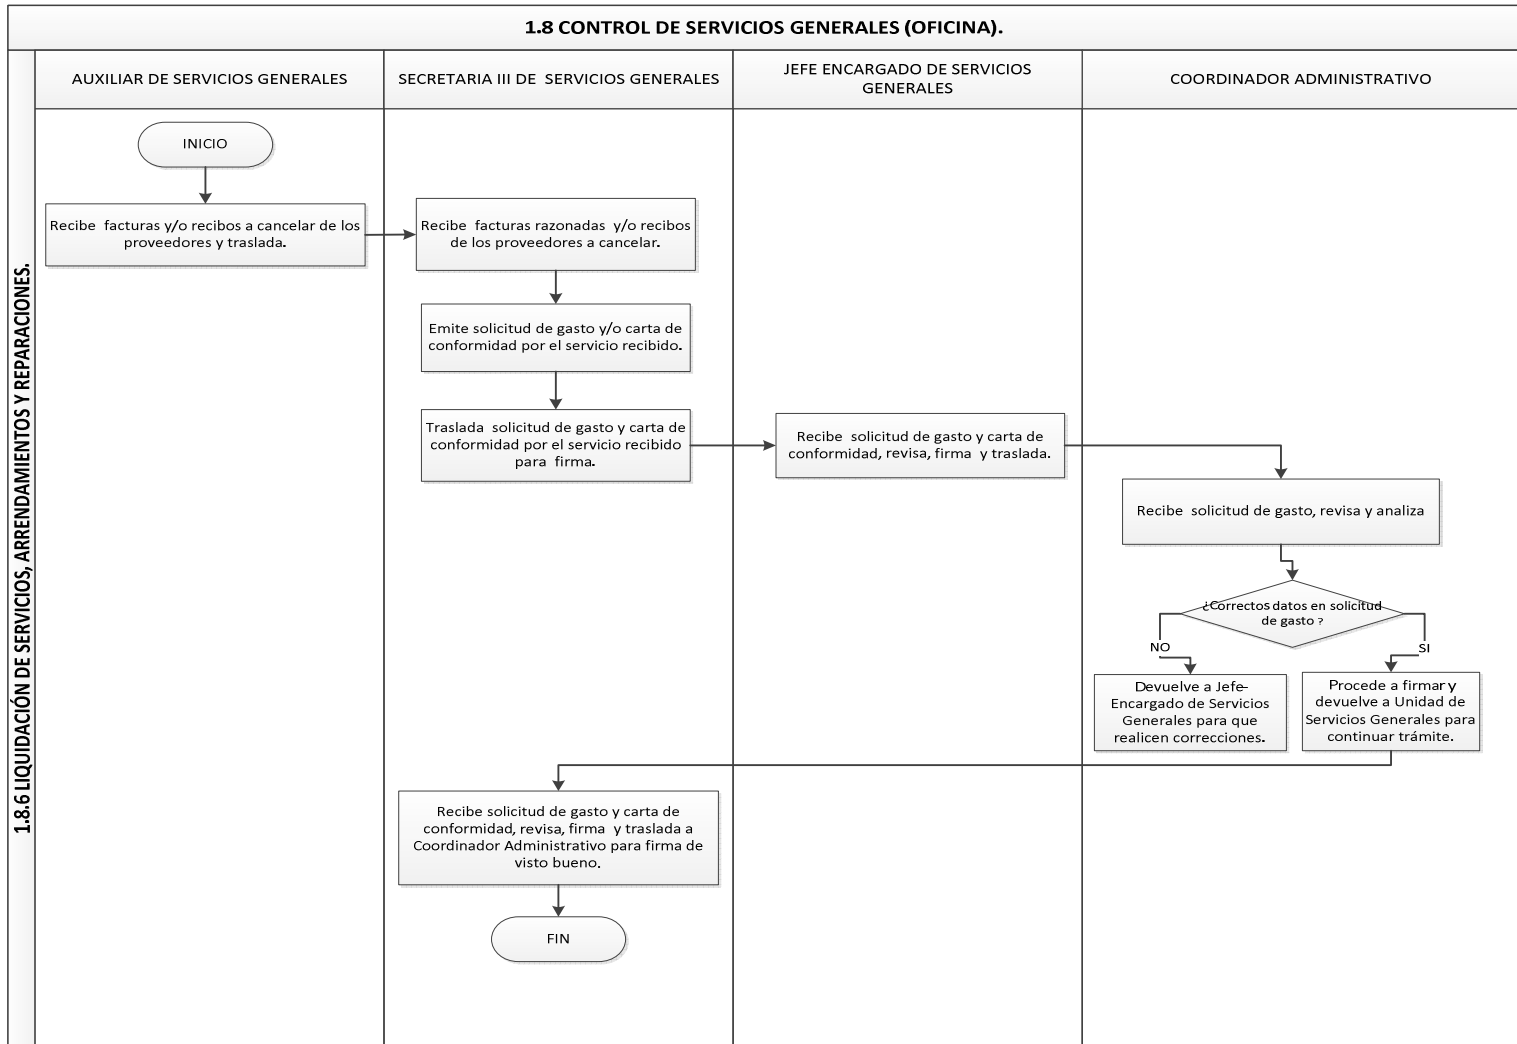 1.8 CONTROL DE SERVICIOS GENERALES (OFICINA).
1.8.6 LIQUIDACIÓN DE SERVICIOS, ARRENDAMIENTOS Y REPARACIONES.
AUXILIAR DE SERVICIOS GENERALES
SECRETARIA III DE SERVICIOS GENERALES
JEFE ENCARGADO DE SERVICIOS
GENERALES
COORDINADOR ADMINISTRATIVO
INICIO
Recibe facturas y/o recibos a cancelar de los
proveedores y traslada.
Recibe facturas razonadas y/o recibos
de los proveedores a cancelar.
Emite solicitud de gasto y/o carta de
conformidad por el servicio recibido.
Traslada solicitud de gasto y carta de
conformidad por el servicio recibido
para firma.
Recibe solicitud de gasto y carta de
conformidad, revisa, firma y traslada.
Recibe solicitud de gasto, revisa y analiza
¿Correctos datos en solicitud
de gasto ?
NO
SI
Devuelve a Jefe-
Encargado de Servicios
Generales para que
realicen correcciones.
Procede a firmar y
devuelve a Unidad de
Servicios Generales para
continuar trámite.
Recibe solicitud de gasto y carta de
conformidad, revisa, firma y traslada a
Coordinador Administrativo para firma de
visto bueno.
FIN